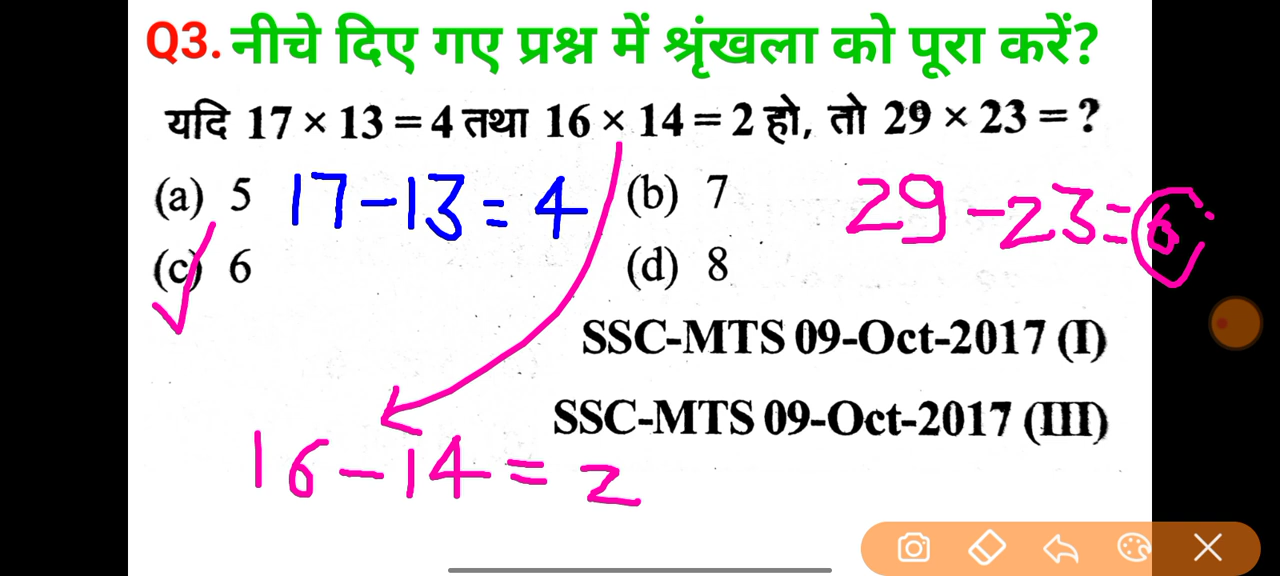 Q3. नीचे दिए गए प्रश्न में श्रृंखला को पूरा करें?
यदि 17 × 13 = 4 तथा 16 × 14 = 2 हो, तो 29 × 23 = ?
(a) 5 17-13=4 (b) 7 29-23=6
(c) 6 (d) 8
SSC-MTS 09-Oct-2017 (I)
SSC-MTS 09-Oct-2017 (III)
16-14=2